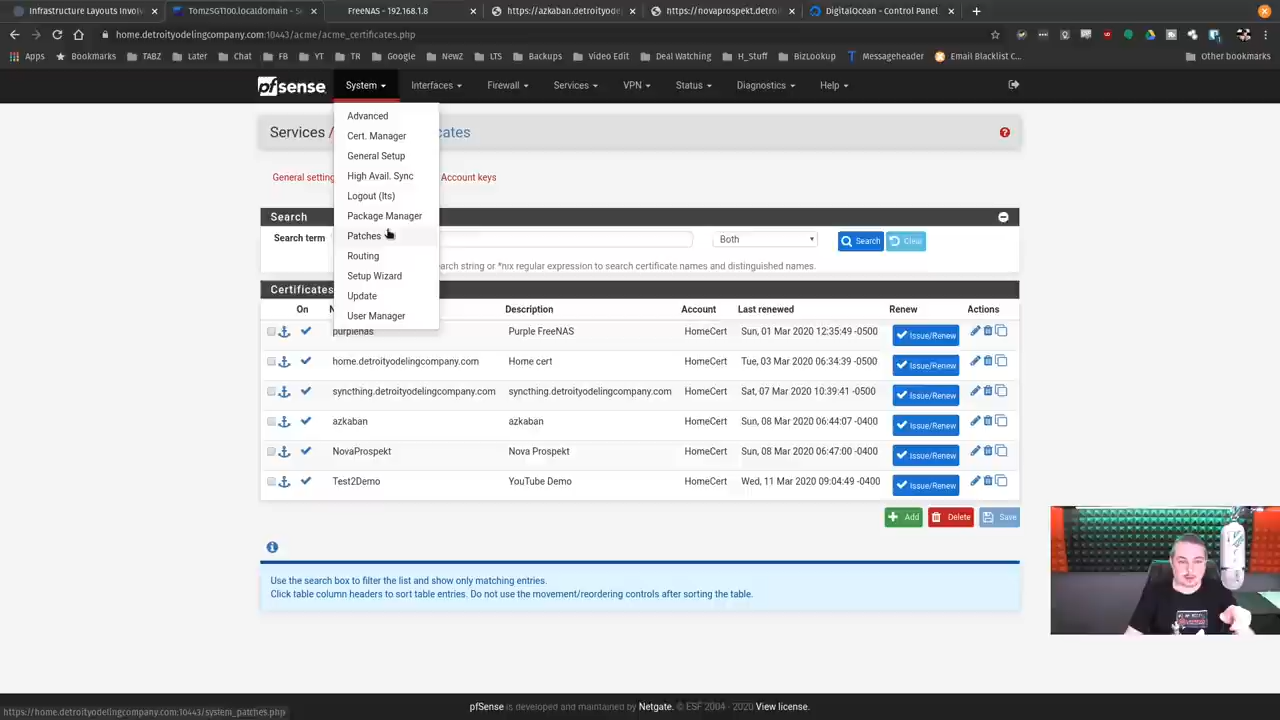 Infrastructure Layouts Involv
TomzSG100.localdomain - S
FreeNAS - 192.168.1.8
https://azkaban.detroityode
https://novaprospekt.detroi
DigitalOcean - Control Panel
home.detroityodelingcompany.com:10443/acme/acme_certificates.php
Apps
Bookmarks
TABZ
Later
Chat
FB
YT
TR
Google
NewZ
LTS
Backups
Video Edit
Deal Watching
H_Stuff
BizLookup
Messageheader
Email Blacklist C...
Other bookmarks
pfsense
System
Interfaces
Firewall
Services
VPN
Status
Diagnostics
Help
Advanced
Cert. Manager
General Setup
High Avail. Sync
Logout (lts)
Package Manager
Patches
Routing
Setup Wizard
Update
User Manager
Services / cates
General setting
Account keys
Search
Search term
Both
Search
Clear
earch string or *nix regular expression to search certificate names and distinguished names.
Certificates
On Description Account Last renewed Renew Actions
purplenas Purple FreeNAS HomeCert Sun, 01 Mar 2020 12:35:49 -0500 Issue/Renew
home.detroityodelingcompany.com Home cert HomeCert Tue, 03 Mar 2020 06:34:39 -0500 Issue/Renew
syncthing.detroityodelingcompany.com syncthing.detroityodelingcompany.com HomeCert Sat, 07 Mar 2020 10:39:41 -0500 Issue/Renew
azkaban azkaban HomeCert Sun, 08 Mar 2020 06:44:07 -0400 Issue/Renew
NovaProspekt Nova Prospekt HomeCert Sun, 08 Mar 2020 06:47:00 -0400 Issue/Renew
Test2Demo YouTube Demo HomeCert Wed, 11 Mar 2020 09:04:49 -0400 Issue/Renew
Add
Delete
Save
Use the search box to filter the list and show only matching entries.
Click table column headers to sort table entries. Do not use the movement/reordering controls after sorting the table.
https://home.detroityodelingcompany.com:10443/system_patches.php
pfSense is developed and maintained by Netgate. © ESF 2004 - 2020 View license.